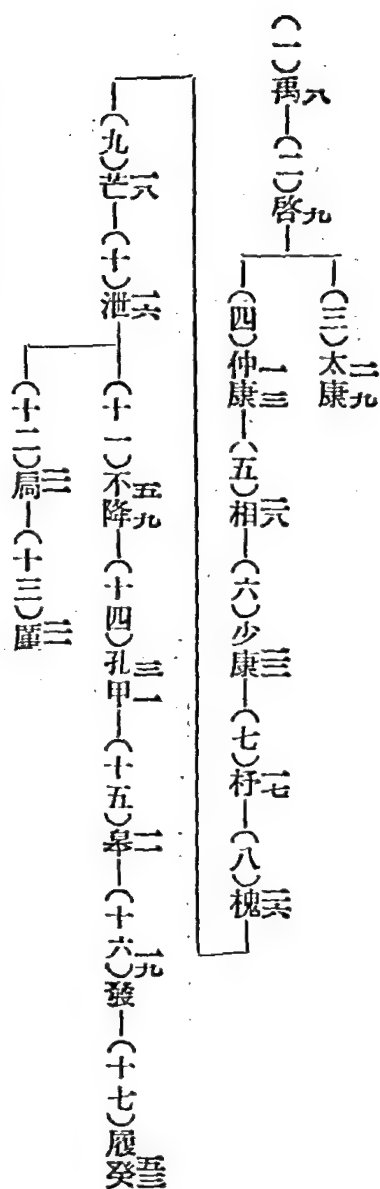 (一)禹八—(二)啓九
(三)太康二九
(四)仲康一三—(五)相二八—(六)少康二二—(七)杼一七—(八)槐二六
(九)芒一八—(十)泄一六
(十一)不降五九—(十四)孔甲三一—(十五)皋一一—(十六)發一九—(十七)履癸五三
(十二)局二一—(十三)廑二一